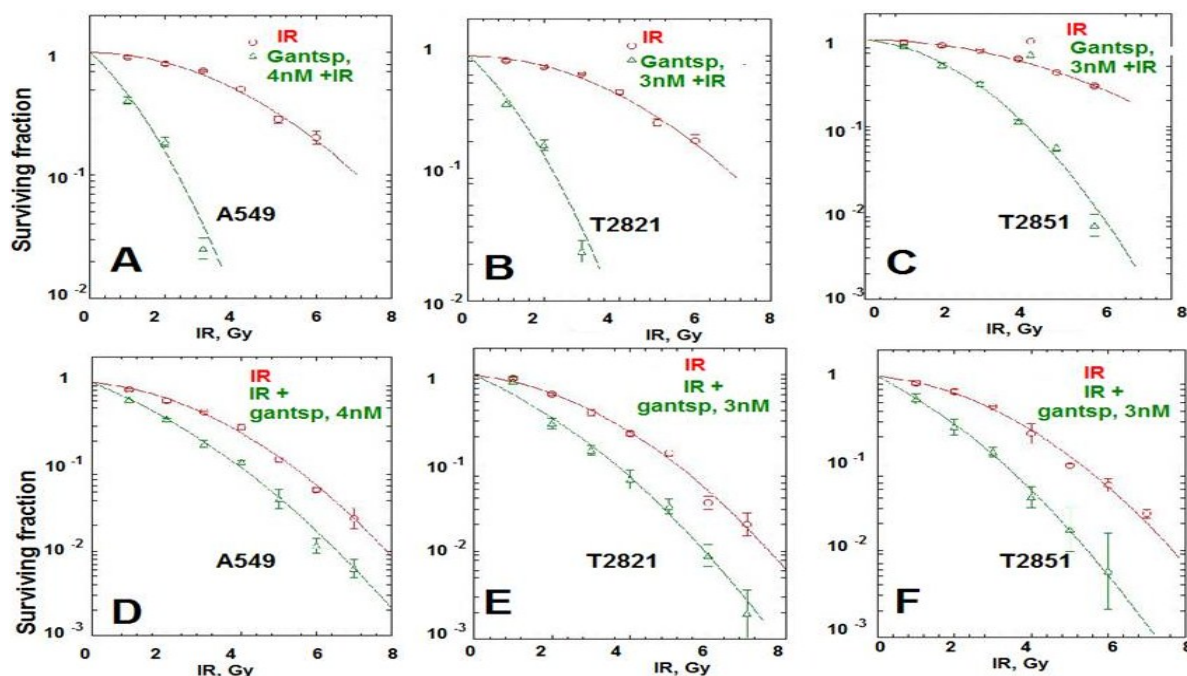 IR
Gantsp,
4nM +IR
1
10 -1
10 -2
Surviving fraction
A549
A
0 2 4 6 8
IR, Gy
IR
Gantsp,
3nM +IR
1
10 -1
10 -2
T2821
B
0 2 4 6 8
IR, Gy
IR
Gantsp,
3nM +IR
1
10 -1
10 -2
10 -3
T2851
C
0 2 4 6 8
IR, Gy
IR
IR +
gantsp, 4nM
1
10 -1
10 -2
10 -3
Surviving fraction
A549
D
0 2 4 6 8
IR, Gy
IR
IR +
gantsp, 3nM
1
10 -1
10 -2
10 -3
T2821
E
0 2 4 6 8
IR, Gy
IR
IR +
gantsp, 3nM
1
10 -1
10 -2
10 -3
T2851
F
0 2 4 6 8
IR, Gy